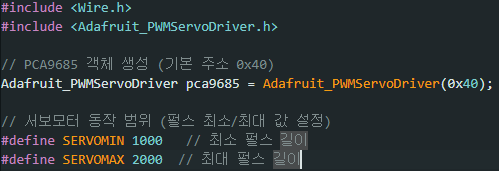 #include <Wire.h>
#include <Adafruit_PWMServoDriver.h>
// PCA9685 객체 생성 (기본 주소 0x40)
Adafruit_PWMServoDriver pca9685 = Adafruit_PWMServoDriver(0x40);
// 서보모터 동작 범위 (펄스 최소/최대 값 설정)
#define SERVOMIN 1000   // 최소 펄스 길이
#define SERVOMAX 2000  // 최대 펄스 길이